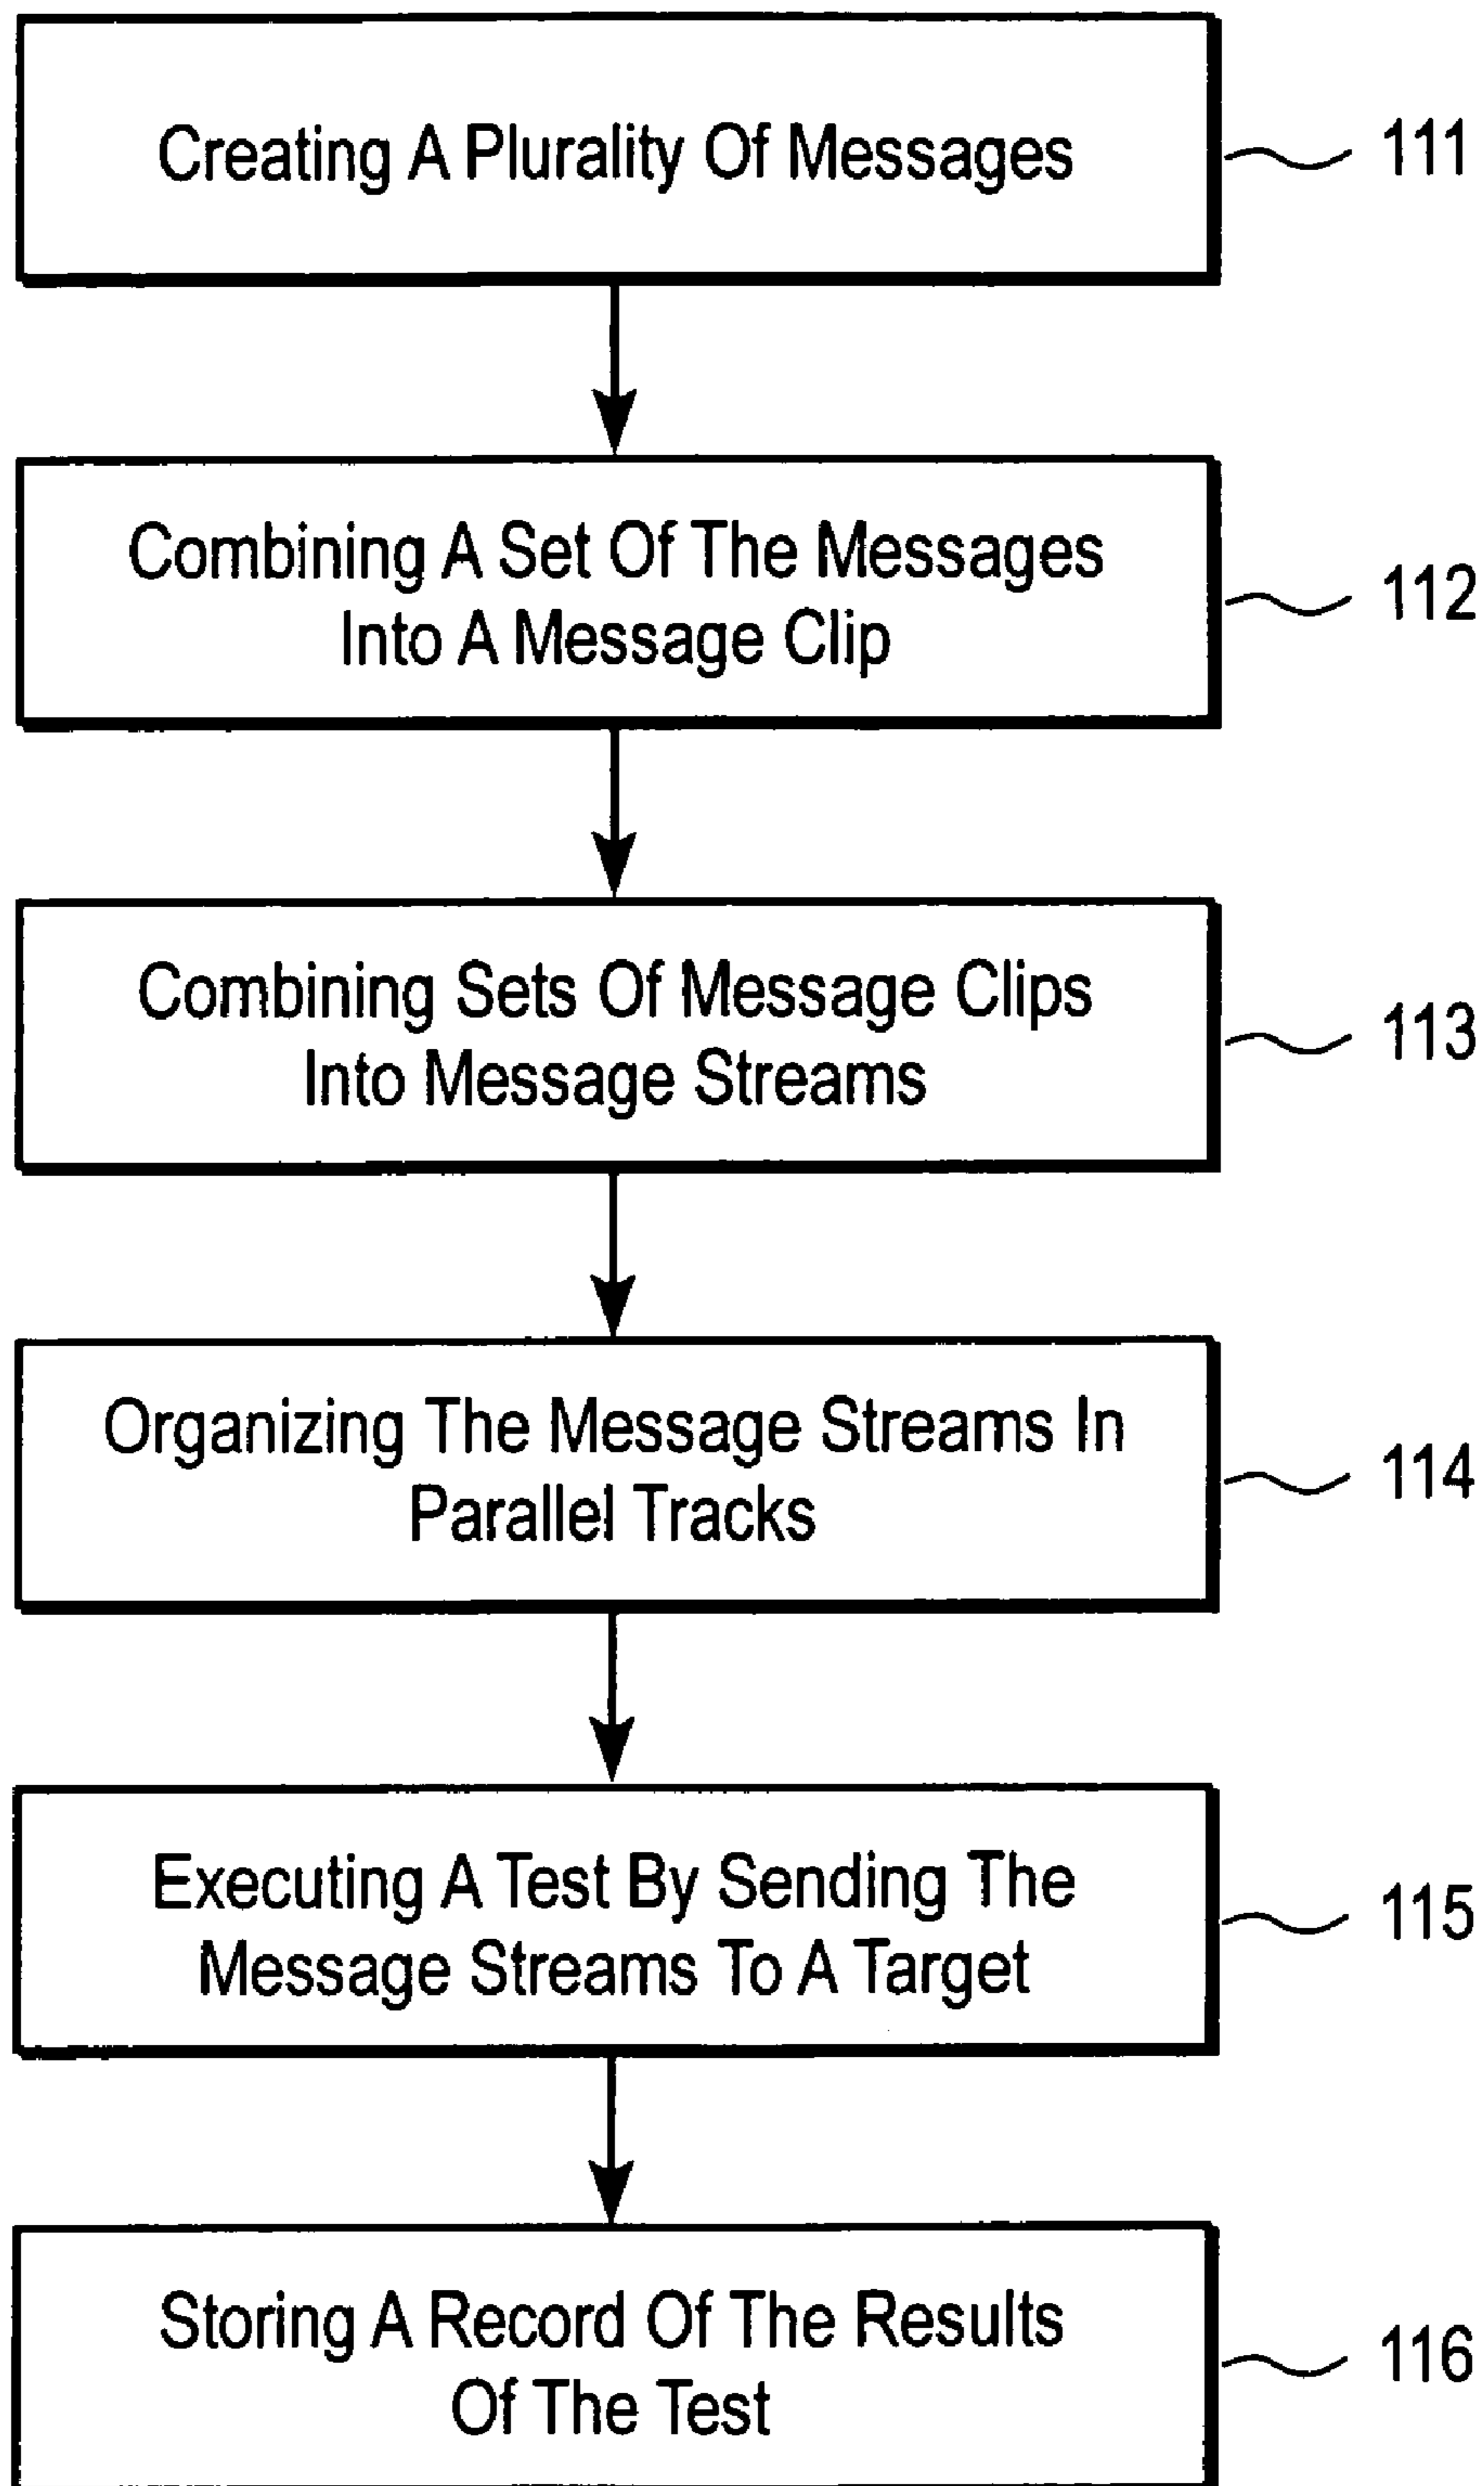 Creating A Plurality Of Messages
111
Combining A Set Of The Messages
Into A Message Clip
112
Combining Sets Of Message Clips
Into Message Streams
113
Organizing The Message Streams In
Parallel Tracks
114
Executing A Test By Sending The
Message Streams To A Target
115
Storing A Record Of The Results
Of The Test
116